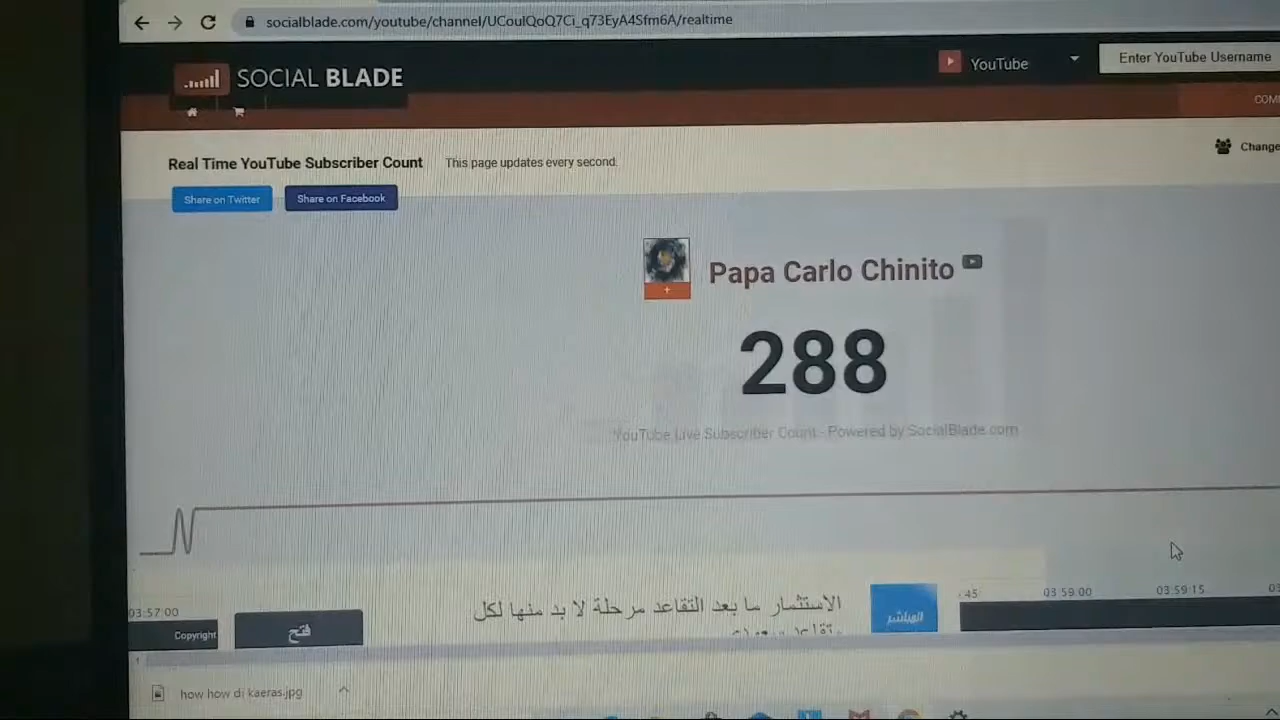 socialblade.com/youtube/channel/UCoulQoQ7Ci_q73EyA4Sfm6A/realtime
SOCIAL BLADE
YouTube
Enter YouTube Username
COM
Real Time YouTube Subscriber Count
This page updates every second.
Change
Share on Twitter
Share on Facebook
Papa Carlo Chinito
288
YouTube Live Subscriber Count - Powered by SocialBlade.com
03:57:00
:45
03:59:00
03:59:15
Copyright
فتح
الاستثمار ما بعد التقاعد مرحلة لا بد منها لكل
المباشر
how how di kaeras.jpg